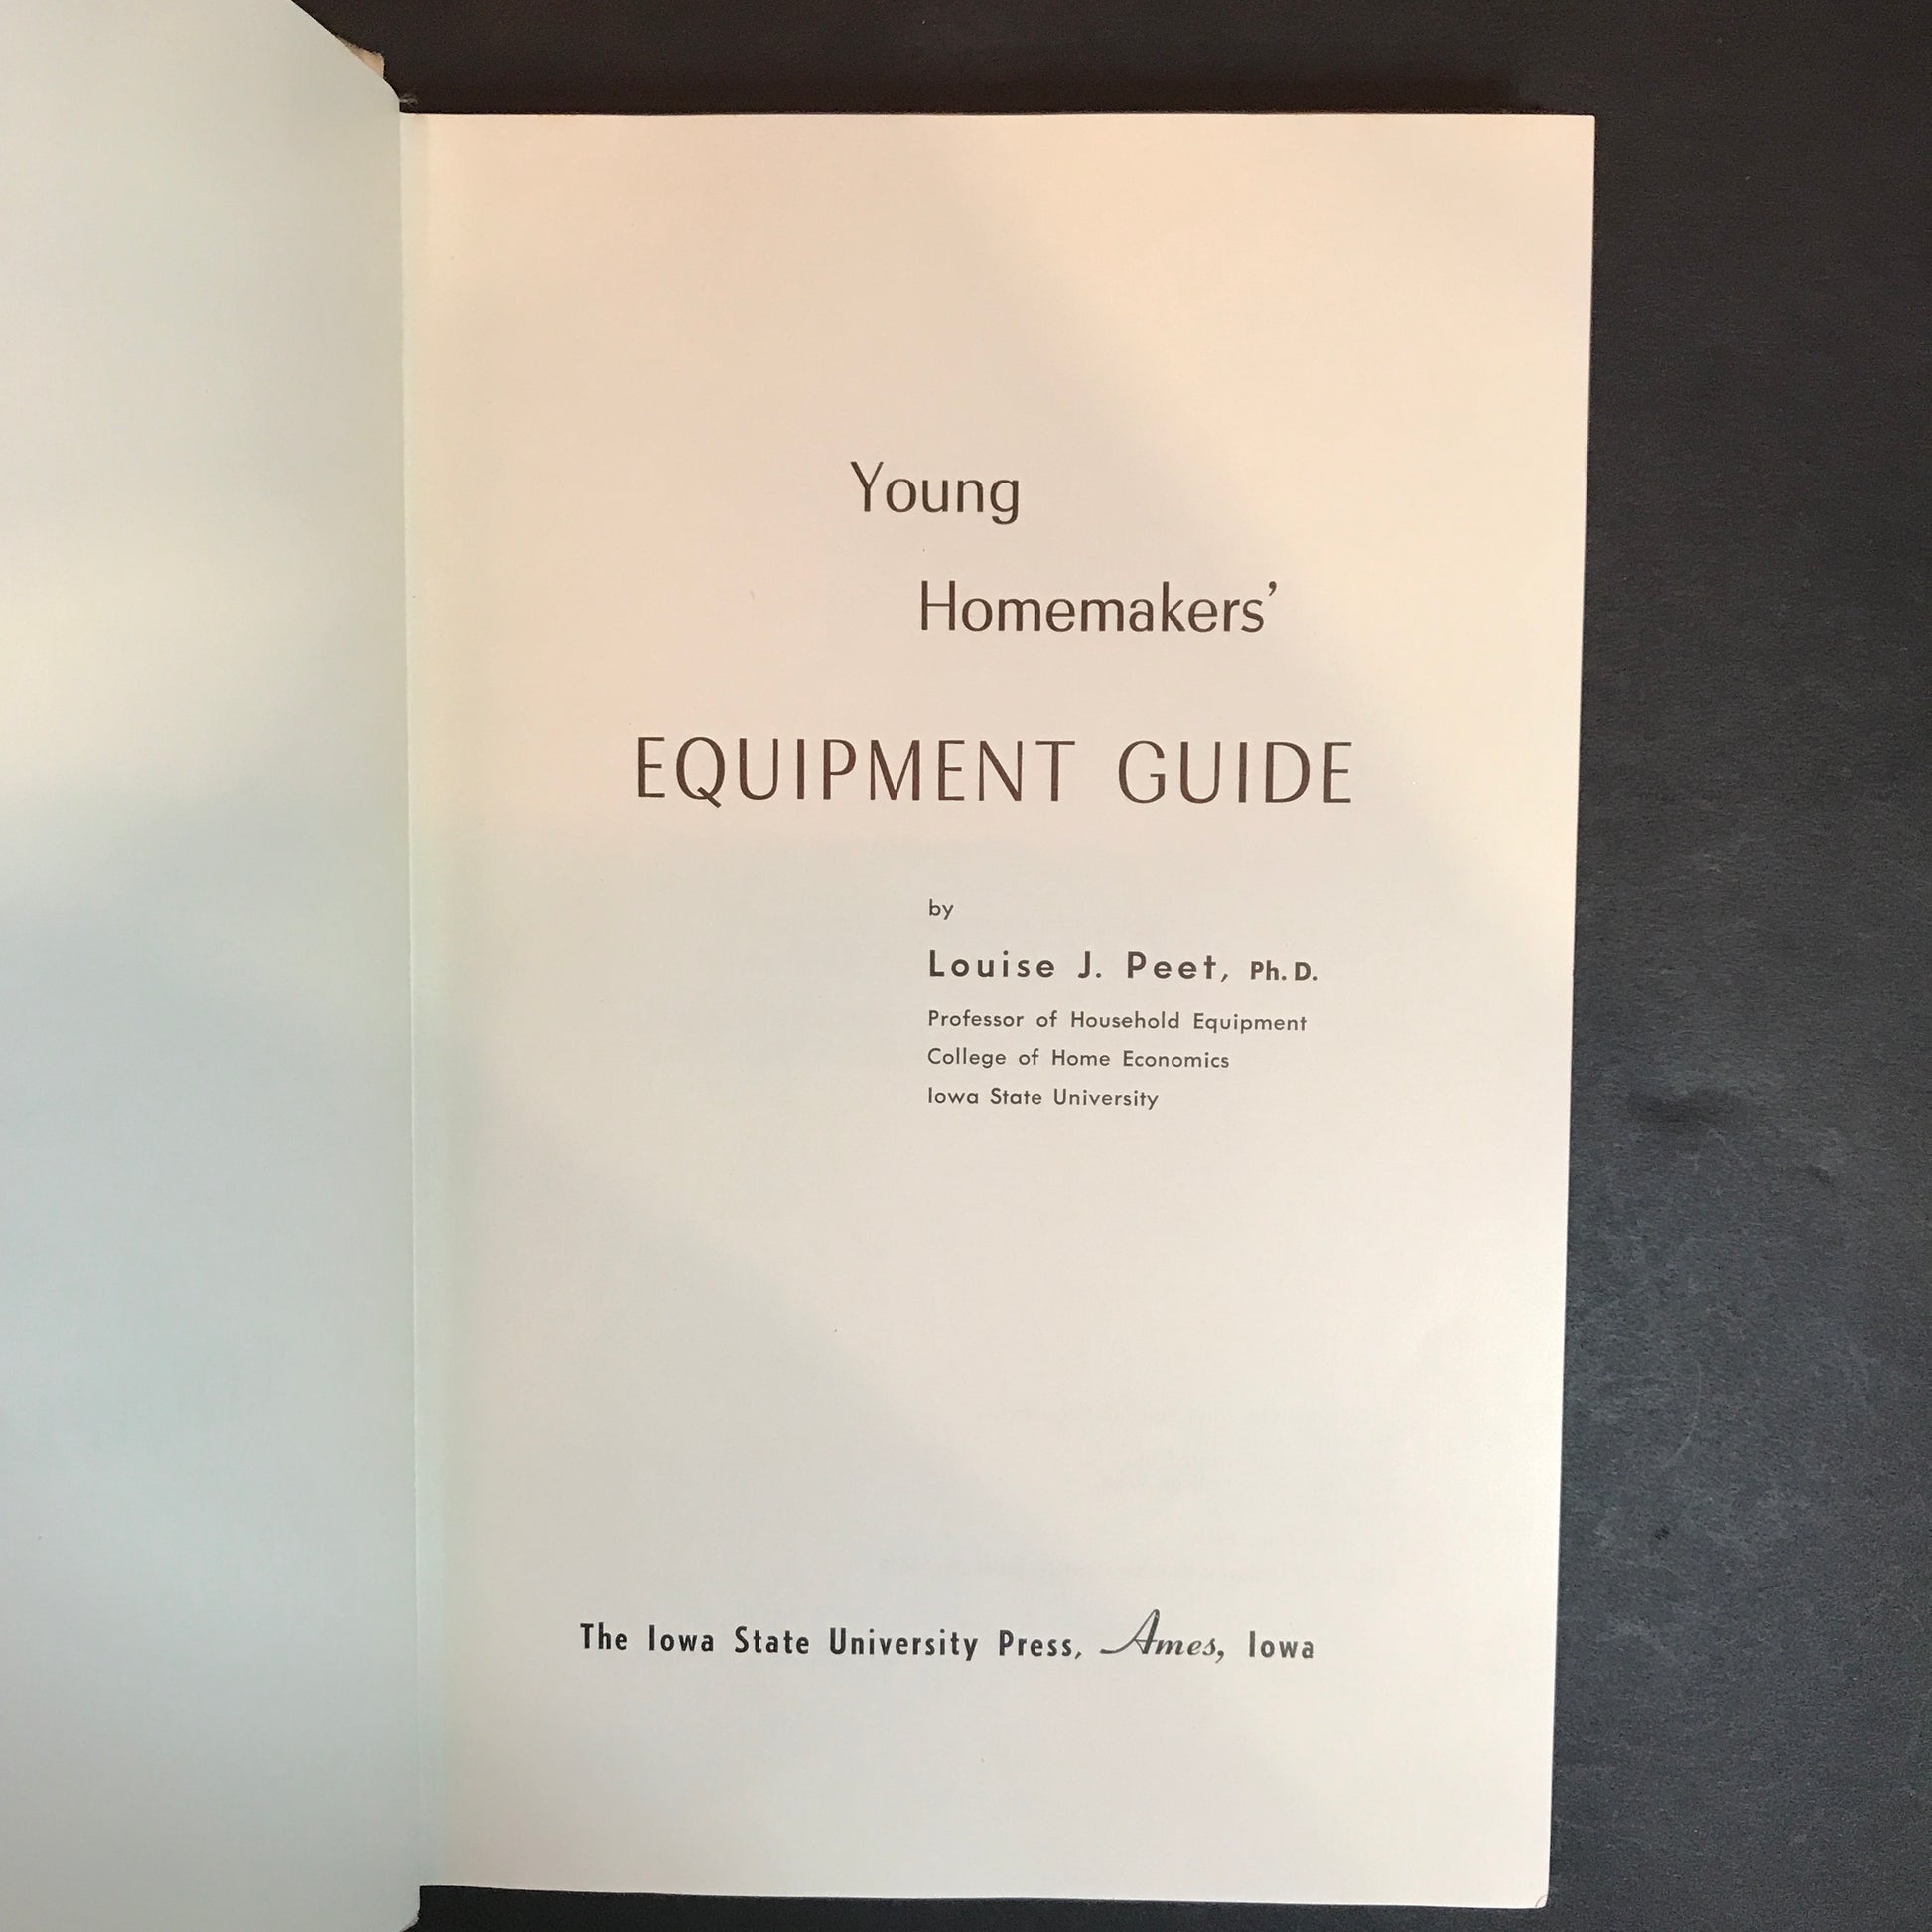 Young
Homemakers’
EQUIPMENT GUIDE
by
Louise J. Peet, Ph. D.
Professor of Household Equipment
College of Home Economics
Iowa State University
The Iowa State University Press, Ames, Iowa